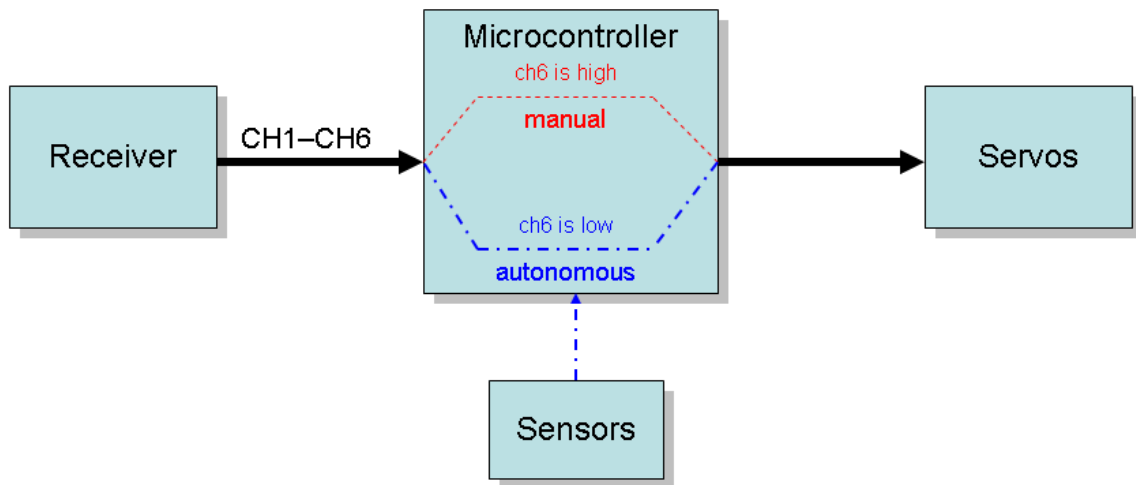 Microcontroller
ch6 is high
manual
Receiver
CH1–CH6
Servos
ch6 is low
autonomous
Sensors